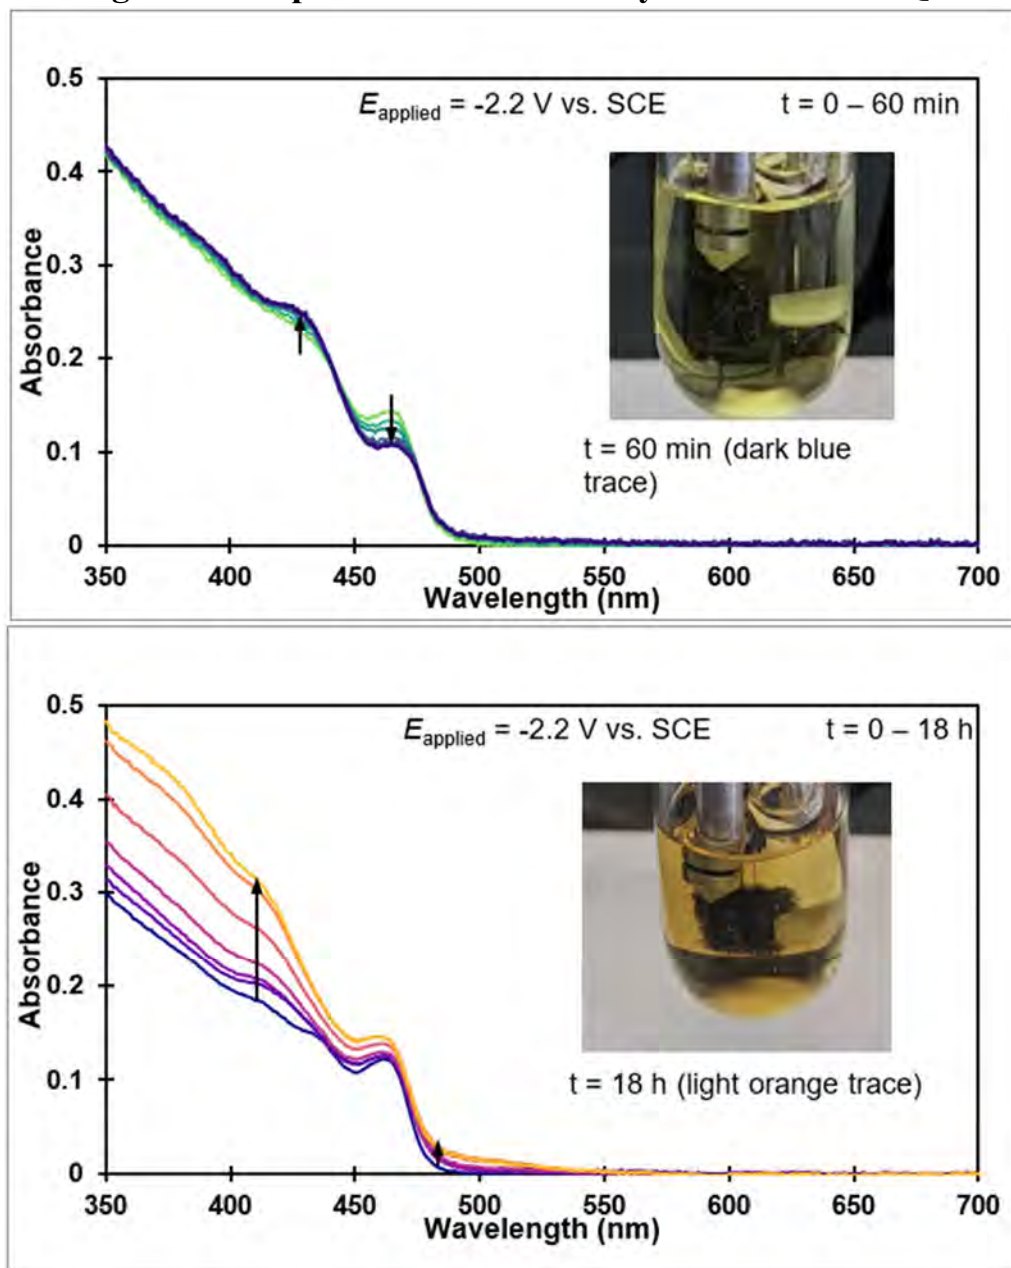 0.5
E applied = -2.2 V vs. SCE t = 0 – 60 min
0.4
0.3
Absorbance
0.2
0.1
t = 60 min (dark blue
trace)
0
350 400 450 500 550 600 650 700
Wavelength (nm)
0.5
E applied = -2.2 V vs. SCE t = 0 – 18 h
0.4
0.3
Absorbance
0.2
0.1
t = 18 h (light orange trace)
0
350 400 450 500 550 600 650 700
Wavelength (nm)